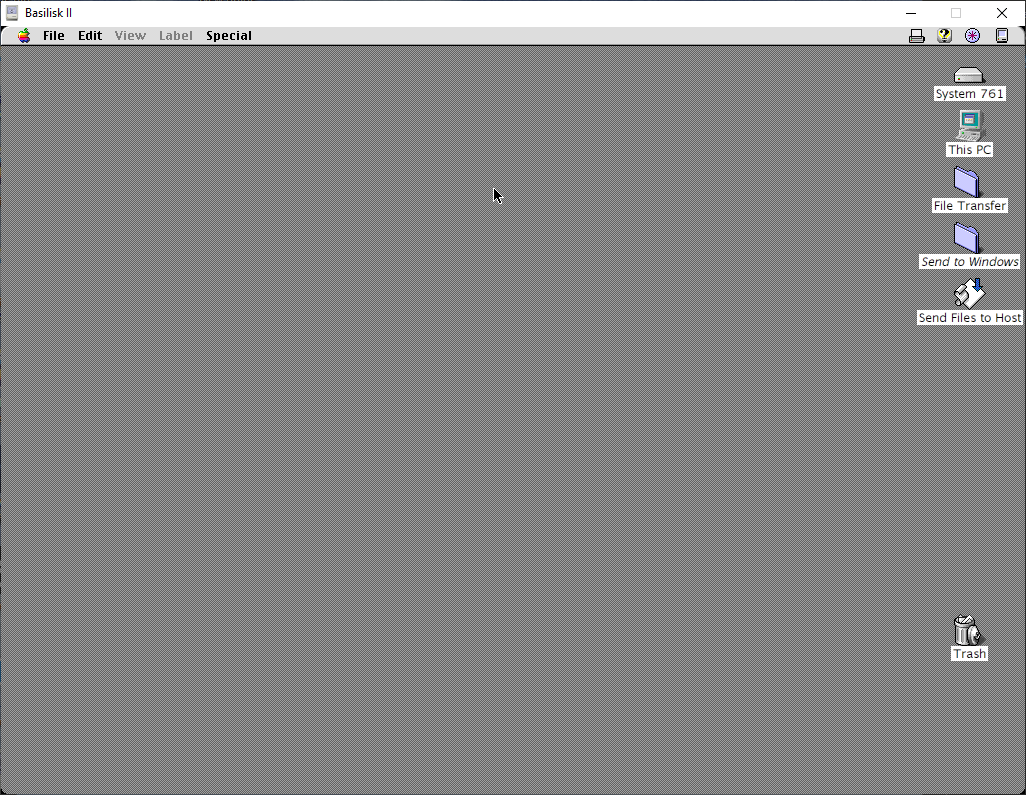 Basilisk II
File Edit View Label Special
System 761
This PC
File Transfer
Send to Windows
Send Files to Host
Trash